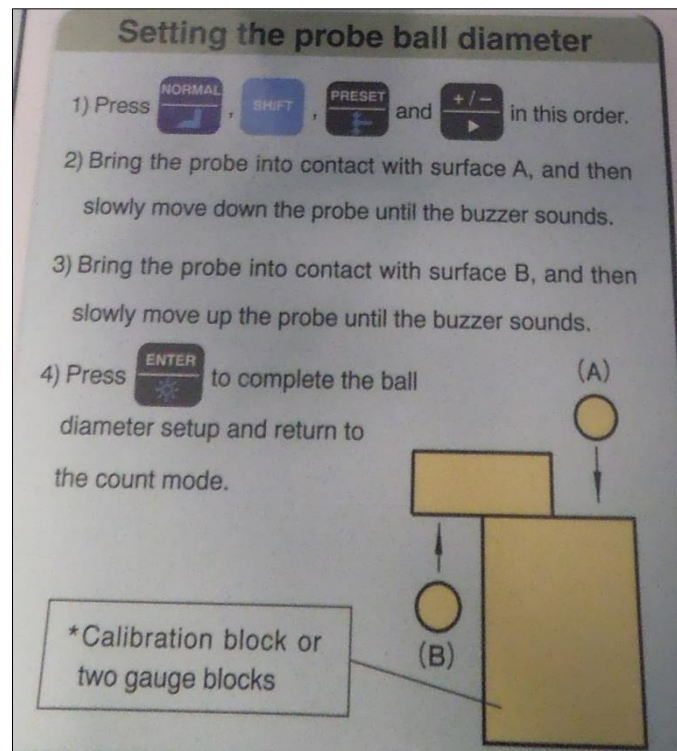 Setting the probe ball diameter
1) Press NORMAL , SHIFT , PRESET and +/− in this order.
2) Bring the probe into contact with surface A, and then
slowly move down the probe until the buzzer sounds.
3) Bring the probe into contact with surface B, and then
slowly move up the probe until the buzzer sounds.
4) Press ENTER to complete the ball
diameter setup and return to
the count mode.
(A)
(B)
*Calibration block or
two gauge blocks